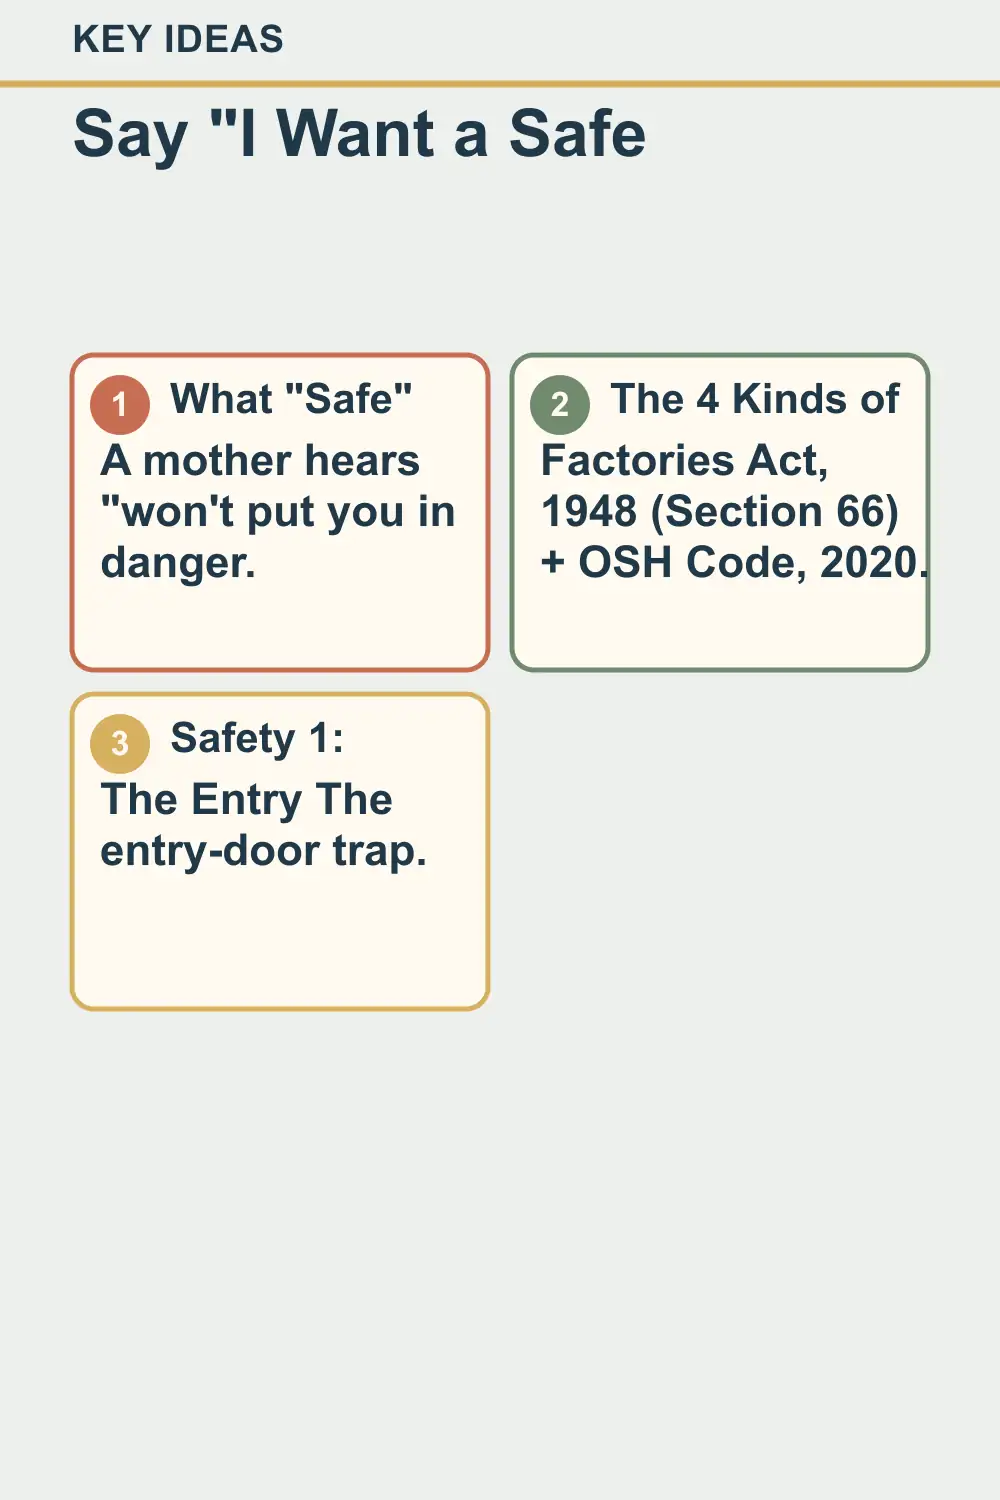 KEY IDEAS
Say "I Want a Safe
1
What "Safe"
A mother hears
"won't put you in
danger.
2
The 4 Kinds of
Factories Act,
1948 (Section 66)
+ OSH Code, 2020.
3
Safety 1:
The Entry The
entry-door trap.